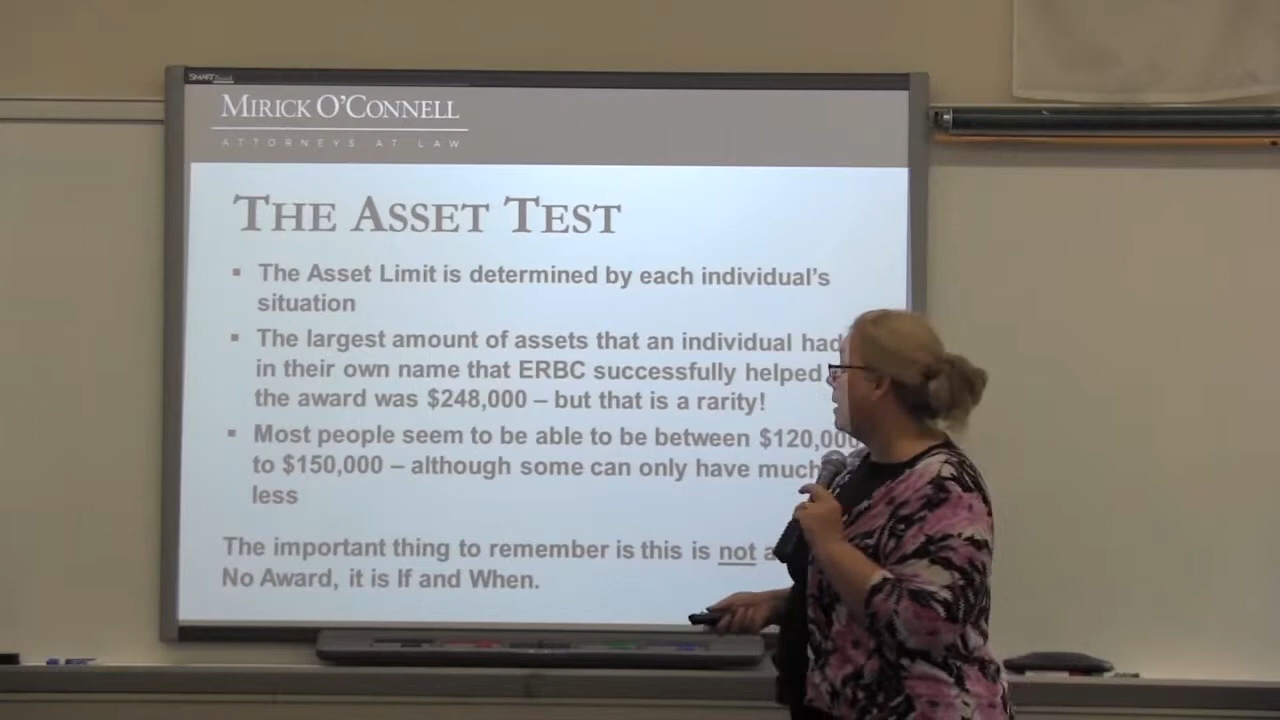 SMART
MIRICK O'CONNELL
ATTORNEYS AT LAW
THE ASSET TEST
▪ The Asset Limit is determined by each individual's
situation
▪ The largest amount of assets that an individual had
in their own name that ERBC successfully helped
the award was $248,000 – but that is a rarity!
▪ Most people seem to be able to be between $120,000
to $150,000 – although some can only have much
less
The important thing to remember is this is not a
No Award, it is If and When.